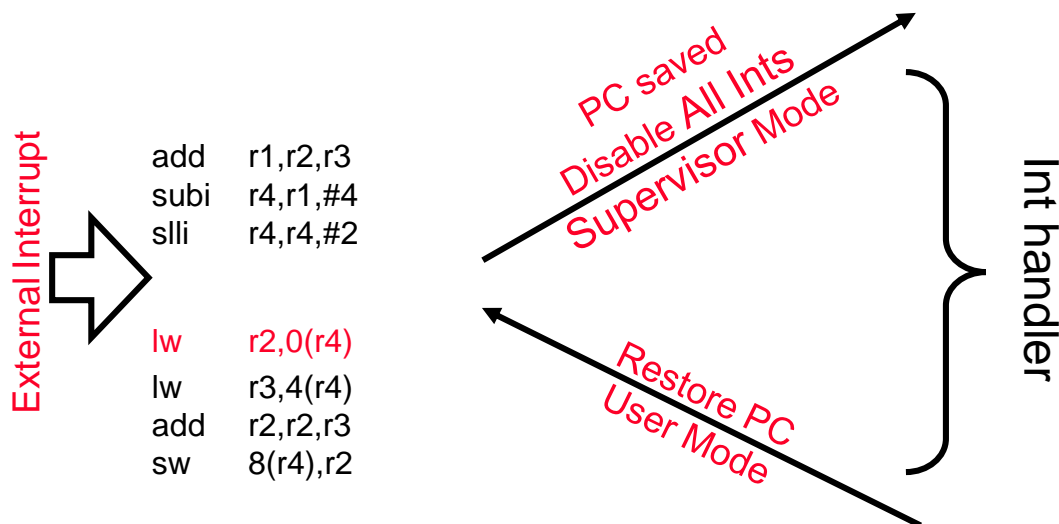 External Interrupt
add r1,r2,r3
subi r4,r1,#4
slli r4,r4,#2
lw r2,0(r4)
lw r3,4(r4)
add r2,r2,r3
sw 8(r4),r2
PC saved
Disable All Ints
Supervisor Mode
Restore PC
User Mode
Int handler